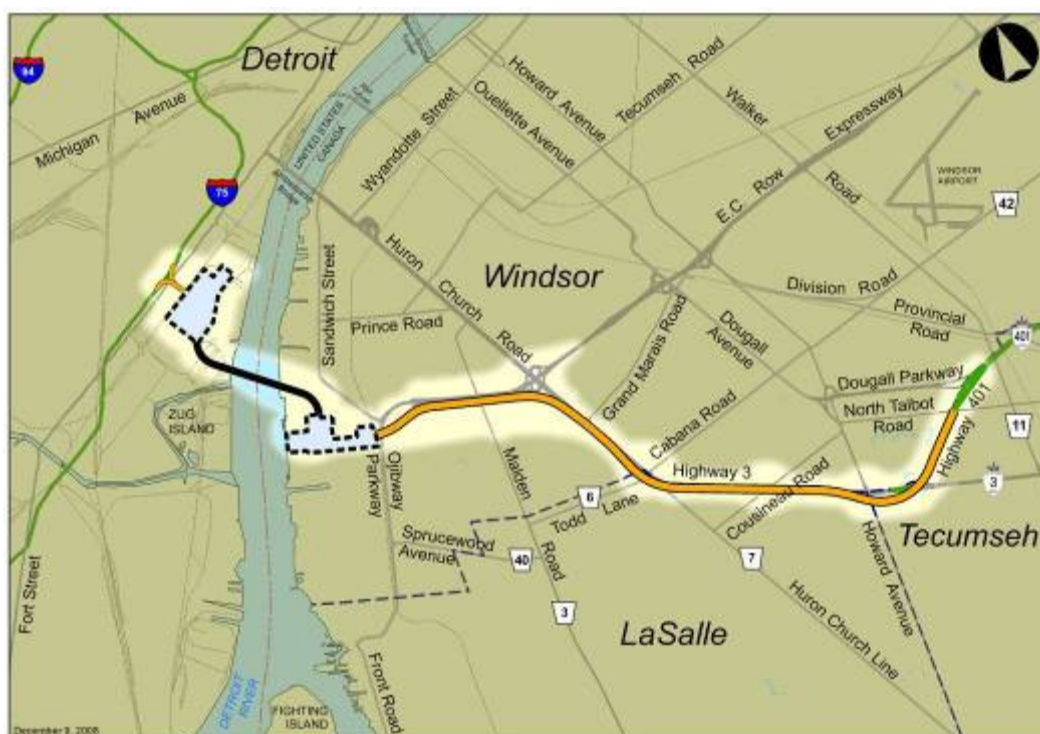 Detroit
94
Michigan Avenue
75
UNITED STATES
CANADA
Wyandotte Street
Howard Avenue
Ouellette Avenue
Tecumseh Road
Walker Road
E.C Row Expressway
WINDSOR
AIRPORT
42
Huron Church Road
Windsor
Sandwich Street
Prince Road
Grand Marais Road
Dougall Avenue
Division Road
Provincial Road
401
Dougall Parkway
North Talbot Road
Highway 401
11
3
ZUG
ISLAND
Ojibway Parkway
Malden Road
Cabana Road
Highway 3
Cousineau Road
6
Todd Lane
Sprucewood Avenue
40
3
7
Howard Avenue
Tecumseh
LaSalle
Huron Church Line
Fort Street
Front Road
DETROIT
RIVER
FIGHTING
ISLAND
December 9, 2008